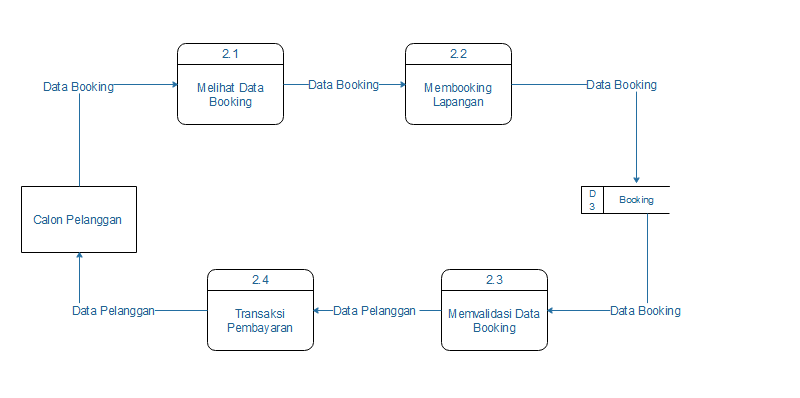 2.1
Melihat Data
Booking
2.2
Membooking
Lapangan
Data Booking
Data Booking
Data Booking
D
3
Booking
Calon Pelanggan
2.4
Transaksi
Pembayaran
2.3
Memvalidasi Data
Booking
Data Pelanggan
Data Pelanggan
Data Booking